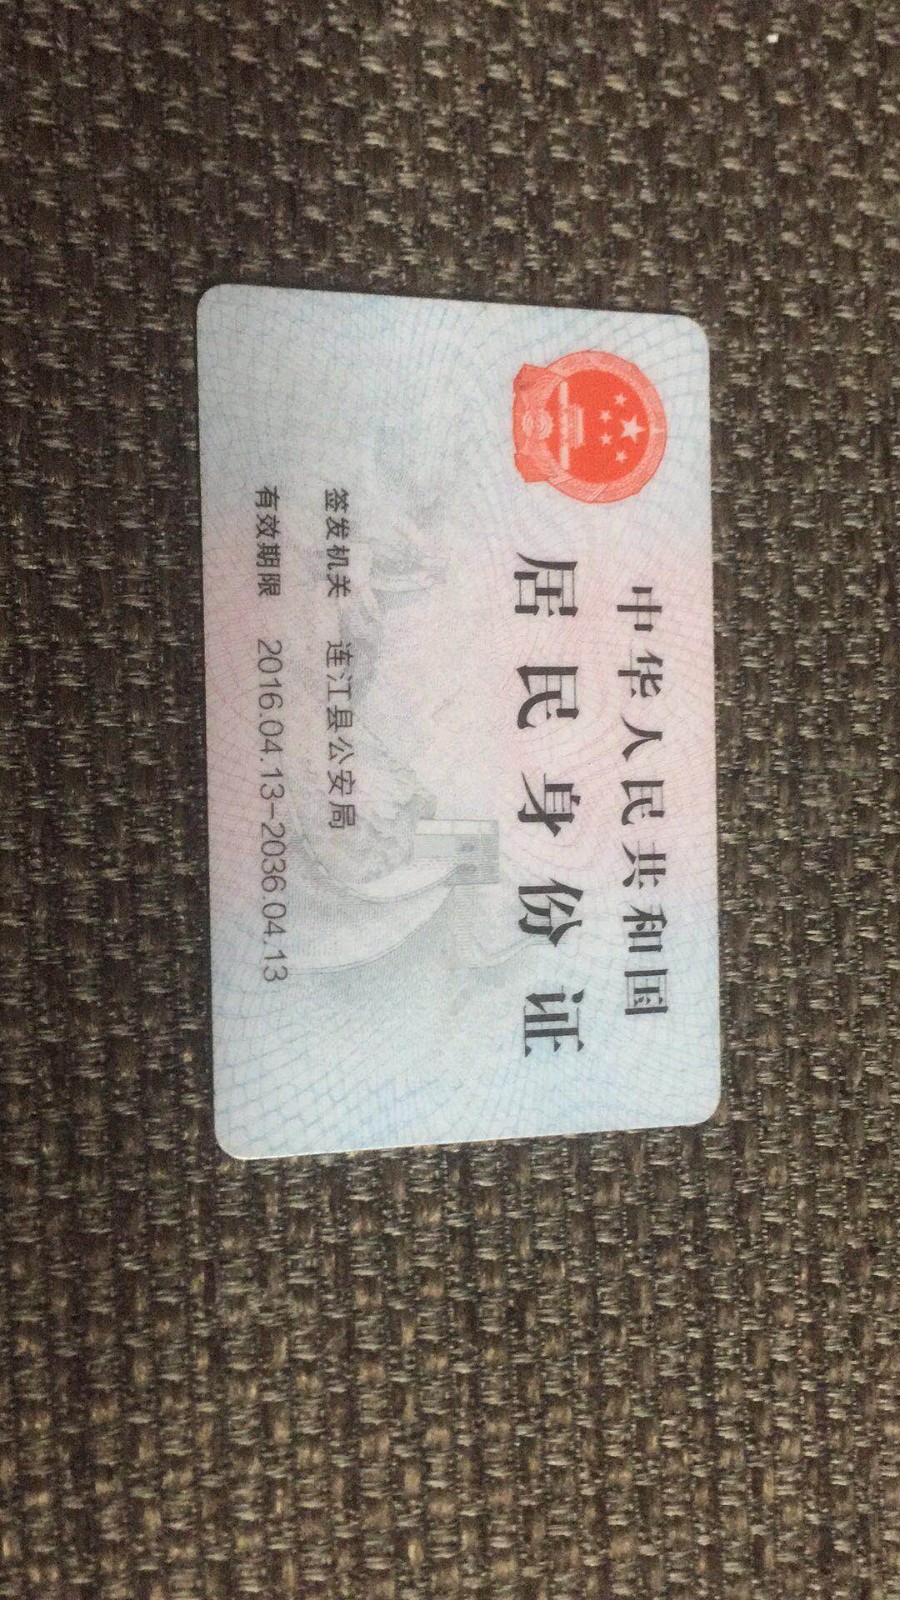 中华人民共和国
居民身份证
签发机关 连江县公安局
有效期限 2016.04.13-2036.04.13